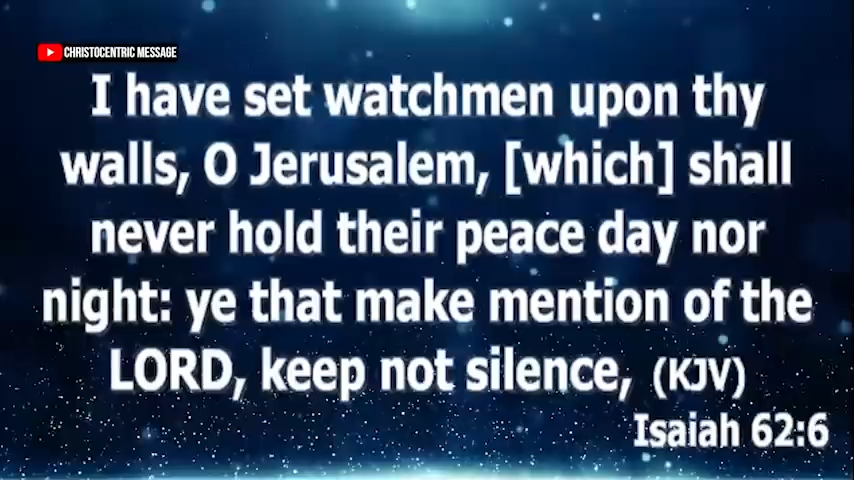 CHRISTOCENTRIC MESSAGE
I have set watchmen upon thy
walls, O Jerusalem, [which] shall
never hold their peace day nor
night: ye that make mention of the
LORD, keep not silence, (KJV)
Isaiah 62:6